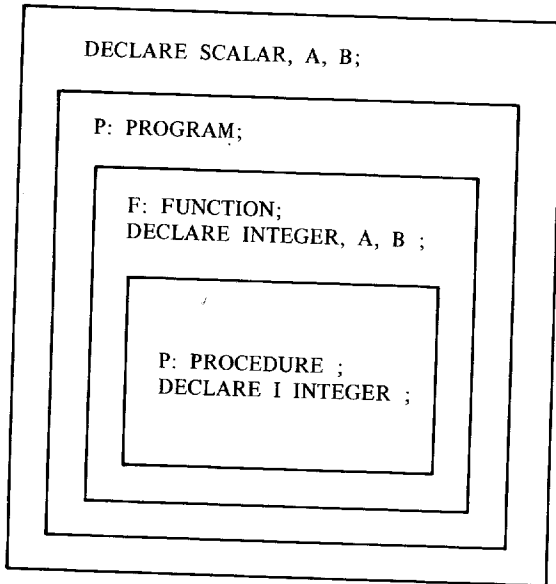 DECLARE SCALAR, A, B;
P: PROGRAM;
F: FUNCTION;
DECLARE INTEGER, A, B ;
P: PROCEDURE ;
DECLARE I INTEGER ;